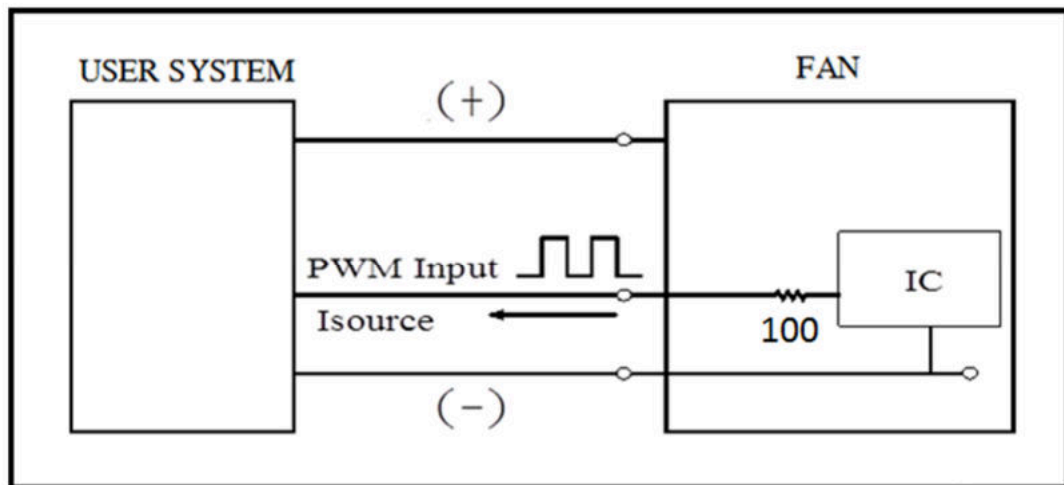 USER SYSTEM
FAN
(+)
PWM Input
IC
Isource
100
(-)